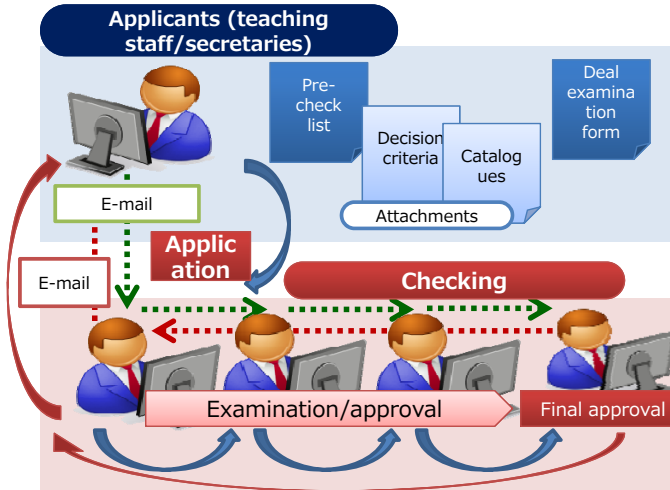 Applicants (teaching
staff/secretaries)
Pre-
check
list
Deal
examina
tion
form
Decision
criteria
Catalog
ues
Attachments
E-mail
Applic
ation
E-mail
Checking
Examination/approval
Final approval